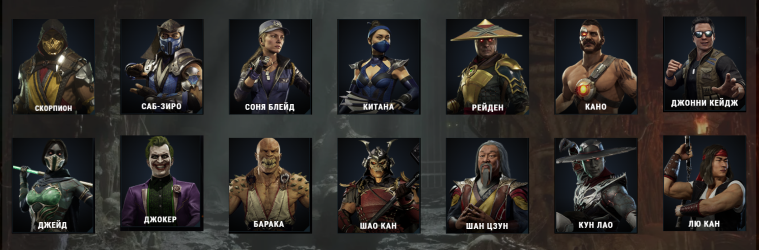 СКОРПИОН
САБ-ЗИРО
СОНЯ БЛЕЙД
КИТАНА
РЕЙДЕН
КАНО
ДЖОННИ КЕЙДЖ
ДЖЕЙД
ДЖОКЕР
БАРАКА
ШАО КАН
ШАН ЦЗУН
КУН ЛАО
ЛЮ КАН